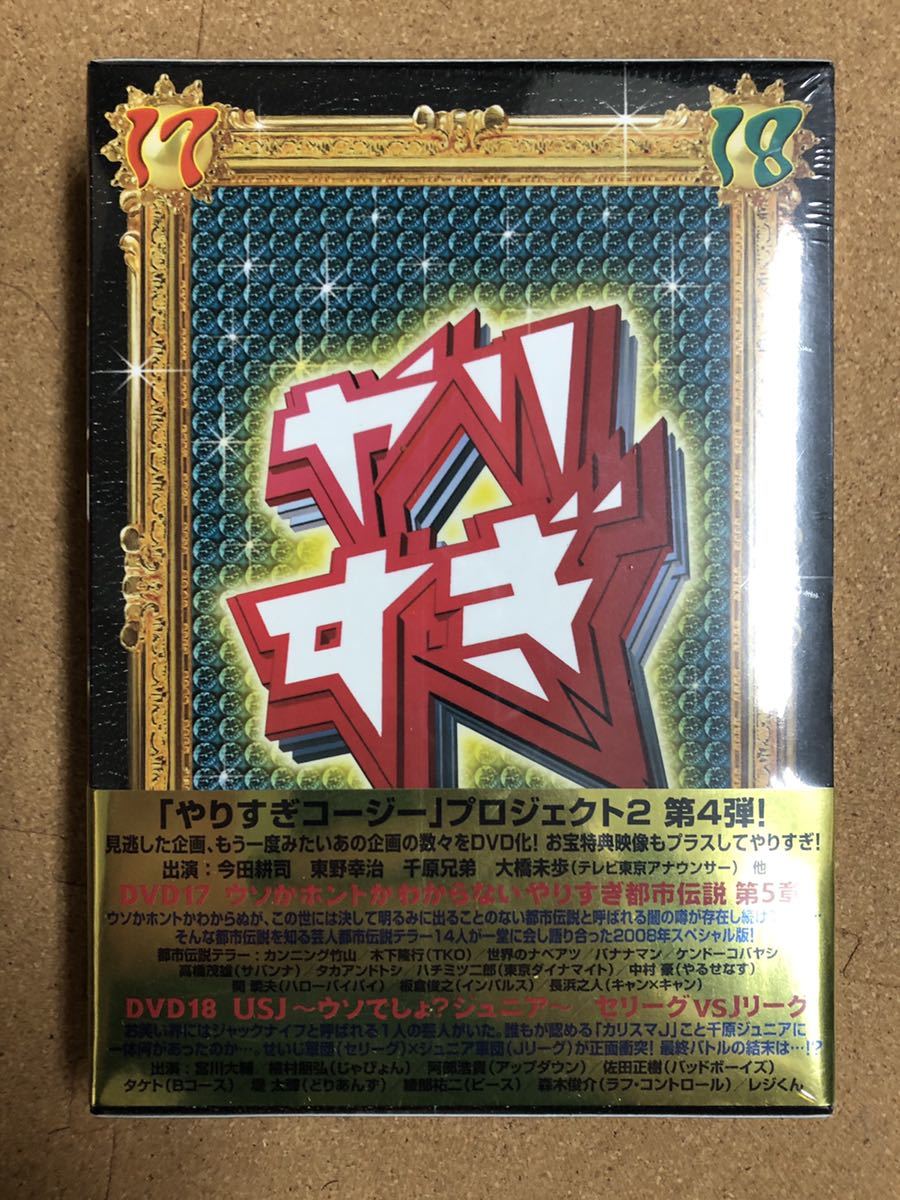 17
18
ヤリ
すぎ
「やりすぎコージー」プロジェクト2 第4弾!
見逃した企画、もう一度みたいあの企画の数々をDVD化! お宝特典映像もプラスしてやりすぎ!
出演:今田耕司 東野幸治 千原兄弟 大橋未歩(テレビ東京アナウンサー) 他
DVD17 ウソかホントかわからない やりすぎ都市伝説 第5章
ウソかホントかわからぬが、この世には決して明るみに出ることのない都市伝説と呼ばれる闇の噂が存在し続け
そんな都市伝説を知る芸人都市伝説テラー14人が一堂に会し語り合った2008年スペシャル版!
都市伝説テラー:カンニング竹山 木下隆行(TKO) 世界のナベアツ バナナマン ケンドーコバヤシ
高橋茂雄(サバンナ) タカアンドトシ ハチミツ二郎(東京ダイナマイト) 中村 豪(やるせなす)
関 暁夫(ハローバイバイ) 板倉俊之(インパルス) 長浜之人(キャン×キャン)
DVD18 USJ ~ウソでしょ?ジュニア~ セリーグVSJリーグ
お笑い界にはジャックナイフと呼ばれる1人の芸人がいた。誰もが認める「カリスマJ」こと千原ジュニアに
一体何があったのか…。せいじ軍団(セリーグ)×ジュニア軍団(Jリーグ)が正面衝突! 最終バトルの結末は…!?
出演:宮川大輔 植村朋弘(じゃぴょん) 阿部浩貴(アップダウン) 佐田正樹(バッドボーイズ)
タケト(Bコース) 堤 太輝(どりあんず) 綾部祐二(ピース) 森木俊介(ラフ・コントロール) レジくん